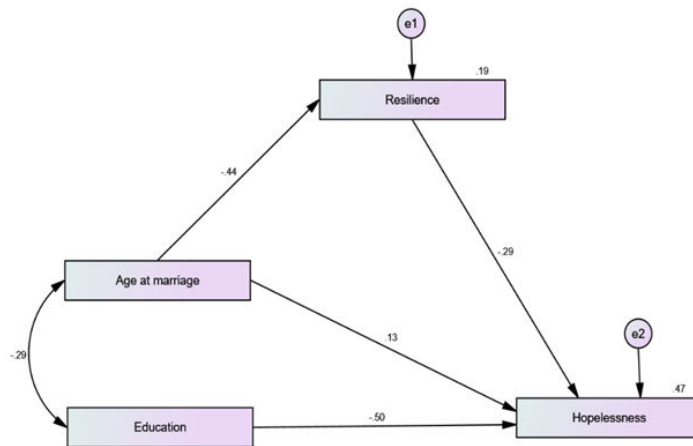 e1
.19
Resilience
-.44
Age at marriage
-.29
e2
-.29
.13
.47
Hopelessness
-.50
Education